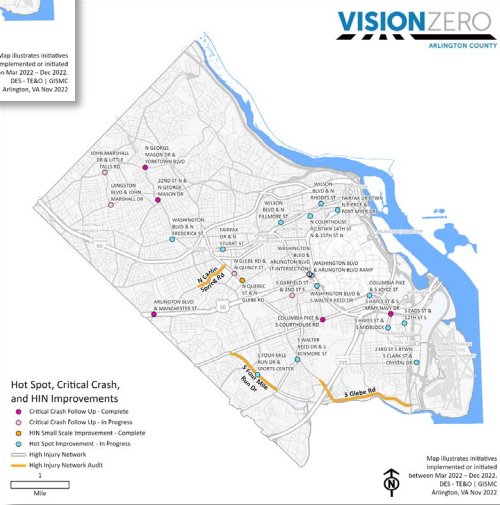 VISIONZERO
ARLINGTON COUNTY
Map illustrates initiatives
mplemented or initiated
en Mar 2022 – Dec 2022.
DES - TE&O | GISMC
Arlington, VA Nov 2022
N GEORGE
MASON DR &
YORKTOWN BLVD
JOHN MARSHALL
DR & LITTLE
FALLS RD
22ND ST N &
N GEORGE
MASON DR
LANGSTON
BLVD & JOHN
MARSHALL DR
WILSON
BLVD & N
RHODES ST
FAIRFAX DR BTWN
N PIERCE &
FORT MYER DR
WILSON
BLVD & N
FILLMORE ST
N COURTHOUSE
RD BTWN 14TH ST
N & 15TH ST N
WASHINGTON
BLVD & N
FREDERICK ST
FAIRFAX
DR & N
STUART ST
WASHINGTON
BLVD &
ARLINGTON BLVD
(T INTERSECTION)
N GLEBE RD &
N QUINCY ST
WASHINGTON BLVD
& ARLINGTON BLVD RAMP
N Carlin
Spring Rd
N QUEBEC
ST & N
GLEBE RD
S GARFIELD ST
& 2ND ST S
COLUMBIA PIKE
& S JOYCE ST
WASHINGTON BLVD
& S WALTER REED DR
ARLINGTON BLVD
& MANCHESTER ST
50
S HAYES ST &
ARMY NAVY DR
S EADS ST &
12TH ST S
COLUMBIA PIKE &
S COURTHOUSE RD
S HAYES ST
& MIDBLOCK
S WALTER
REED DR & S
KENMORE ST
23RD ST S BTWN
S CLARK ST &
CRYSTAL DR
S FOUR MILE
RUN DR &
SPORTS CENTER
S Four Mile
Run Dr
S Glebe Rd
Hot Spot, Critical Crash,
and HIN Improvements
Critical Crash Follow Up - Complete
Critical Crash Follow Up - In Progress
HIN Small Scale Improvement - Complete
Hot Spot Improvement - In Progress
High Injury Network
High Injury Network Audit
1
Mile
N
Map illustrates initiatives
implemented or initiated
between Mar 2022 – Dec 2022.
DES - TE&O | GISMC
Arlington, VA Nov 2022